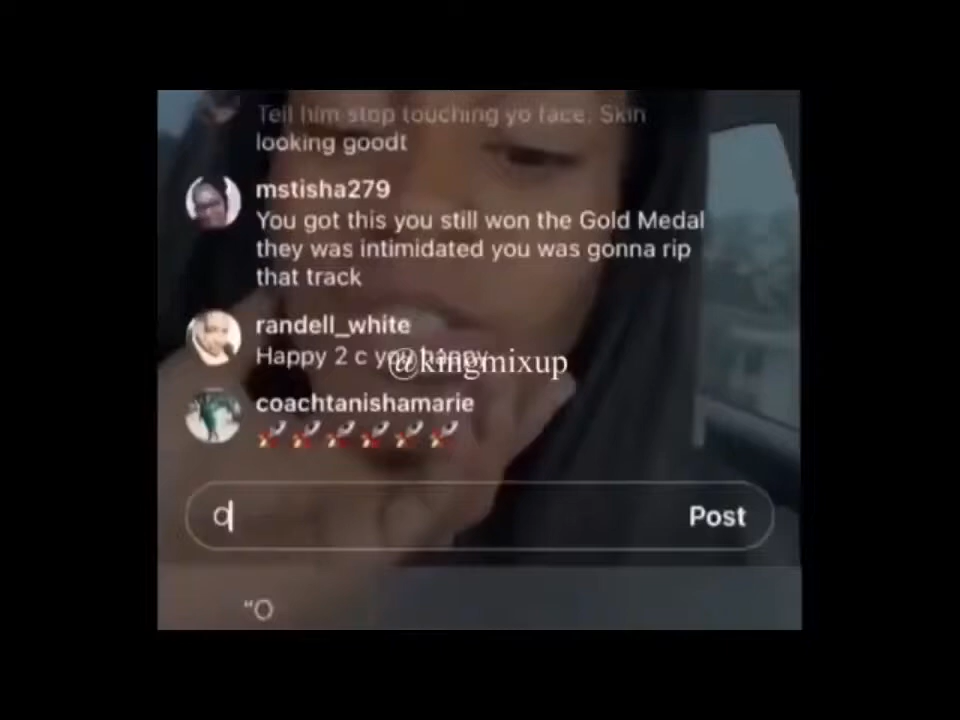 Tell him stop touching yo face. Skin
looking goodt
mstisha279
You got this you still won the Gold Medal
they was intimidated you was gonna rip
that track
randell_white
Happy 2 c you happy
@kingmixup
coachtanishamarie
🚀🚀🚀🚀🚀🚀
O
Post
"O